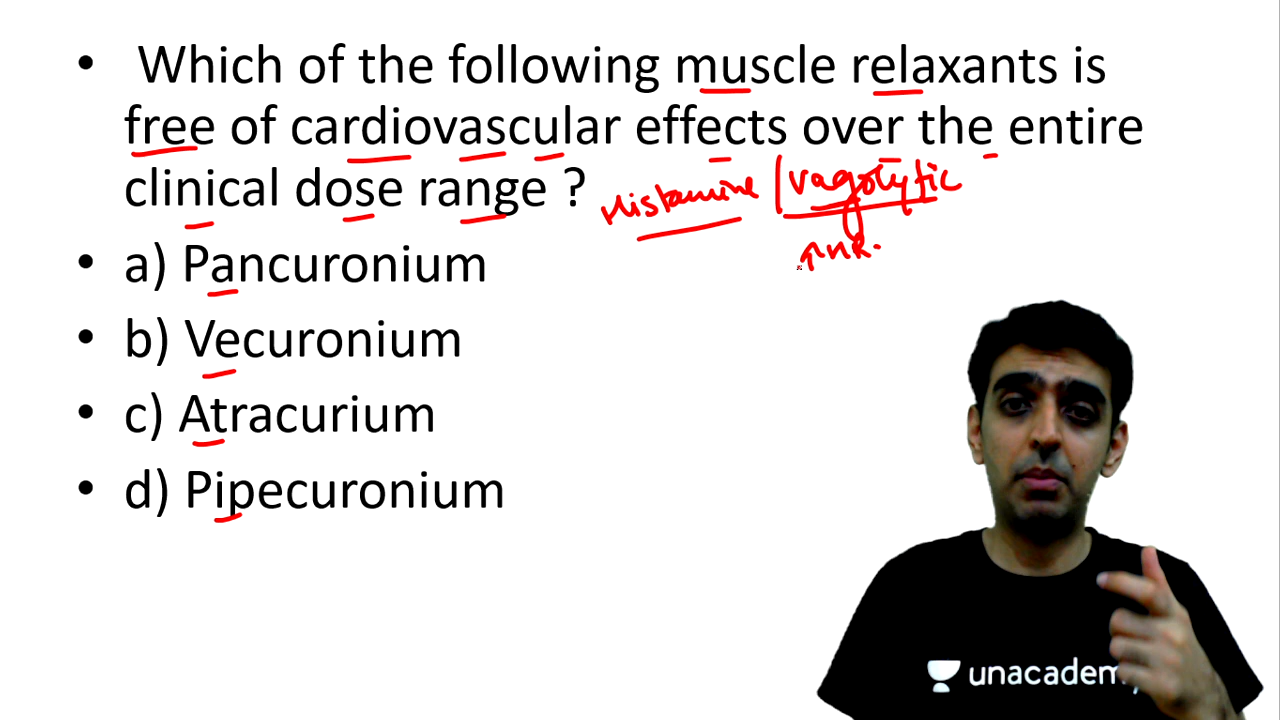 • Which of the following muscle relaxants is
free of cardiovascular effects over the entire
clinical dose range ?
Histamine | vagolytic
↑HR.
• a) Pancuronium
• b) Vecuronium
• c) Atracurium
• d) Pipecuronium
unacadem